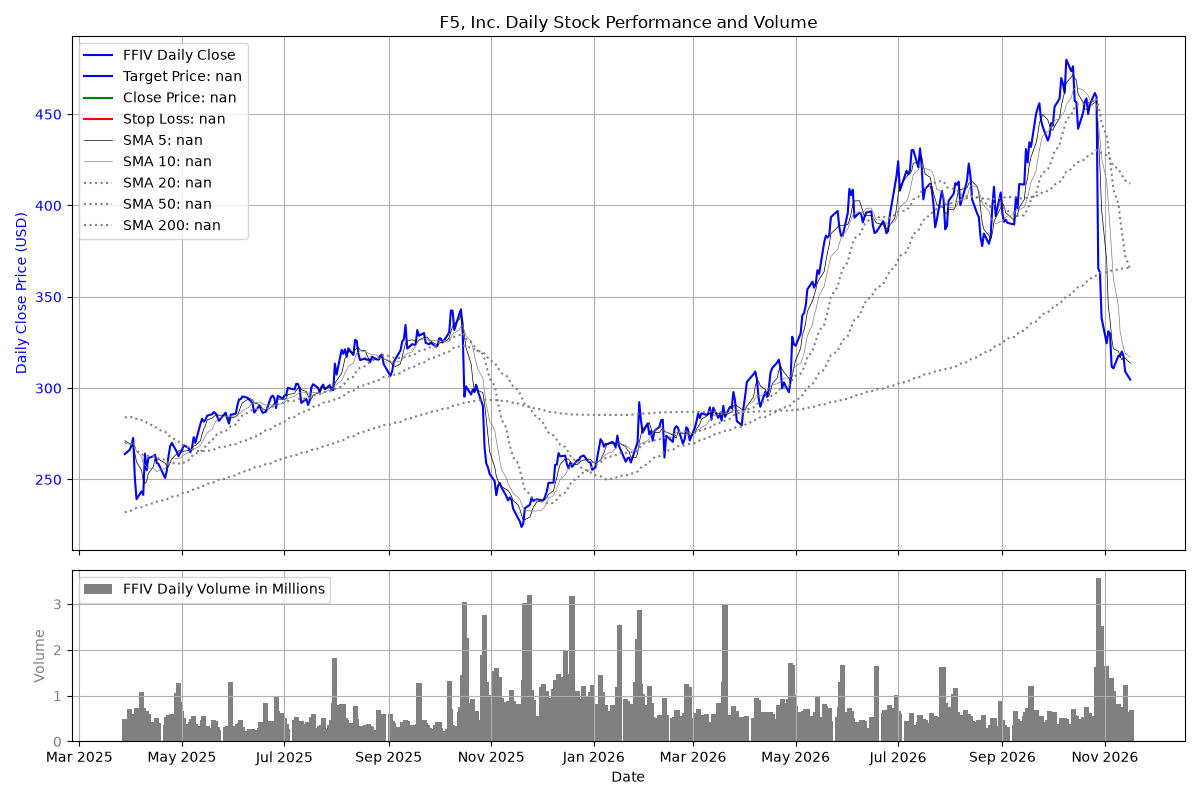 F5, Inc. Daily Stock Performance and Volume
FFIV Daily Close
Target Price: nan
Close Price: nan
Stop Loss: nan
SMA 5: nan
SMA 10: nan
SMA 20: nan
SMA 50: nan
SMA 200: nan
Daily Close Price (USD)
450
400
350
300
250
FFIV Daily Volume in Millions
Volume
3
2
1
0
Mar 2025 May 2025 Jul 2025 Sep 2025 Nov 2025 Jan 2026 Mar 2026 May 2026 Jul 2026 Sep 2026 Nov 2026
Date